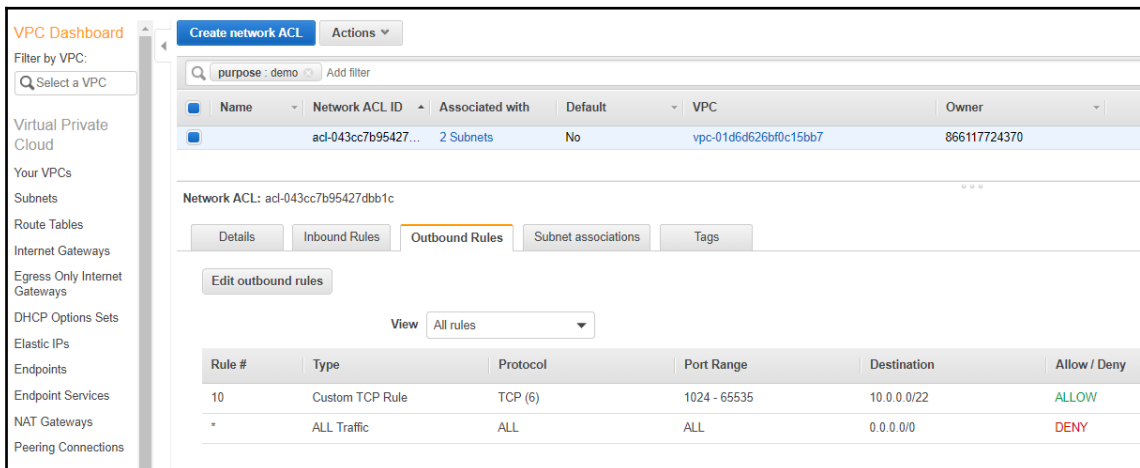 VPC Dashboard
Filter by VPC:
Select a VPC
Virtual Private
Cloud
Your VPCs
Subnets
Route Tables
Internet Gateways
Egress Only Internet
Gateways
DHCP Options Sets
Elastic IPs
Endpoints
Endpoint Services
NAT Gateways
Peering Connections
Create network ACL Actions
purpose : demo Add filter
Name Network ACL ID Associated with Default VPC Owner
acl-043cc7b95427... 2 Subnets No vpc-01d6d626bf0c15bb7 866117724370
Network ACL: acl-043cc7b95427dbb1c
Details Inbound Rules Outbound Rules Subnet associations Tags
Edit outbound rules
View All rules
Rule # Type Protocol Port Range Destination Allow / Deny
10 Custom TCP Rule TCP (6) 1024 - 65535 10.0.0.0/22 ALLOW
* ALL Traffic ALL ALL 0.0.0.0/0 DENY